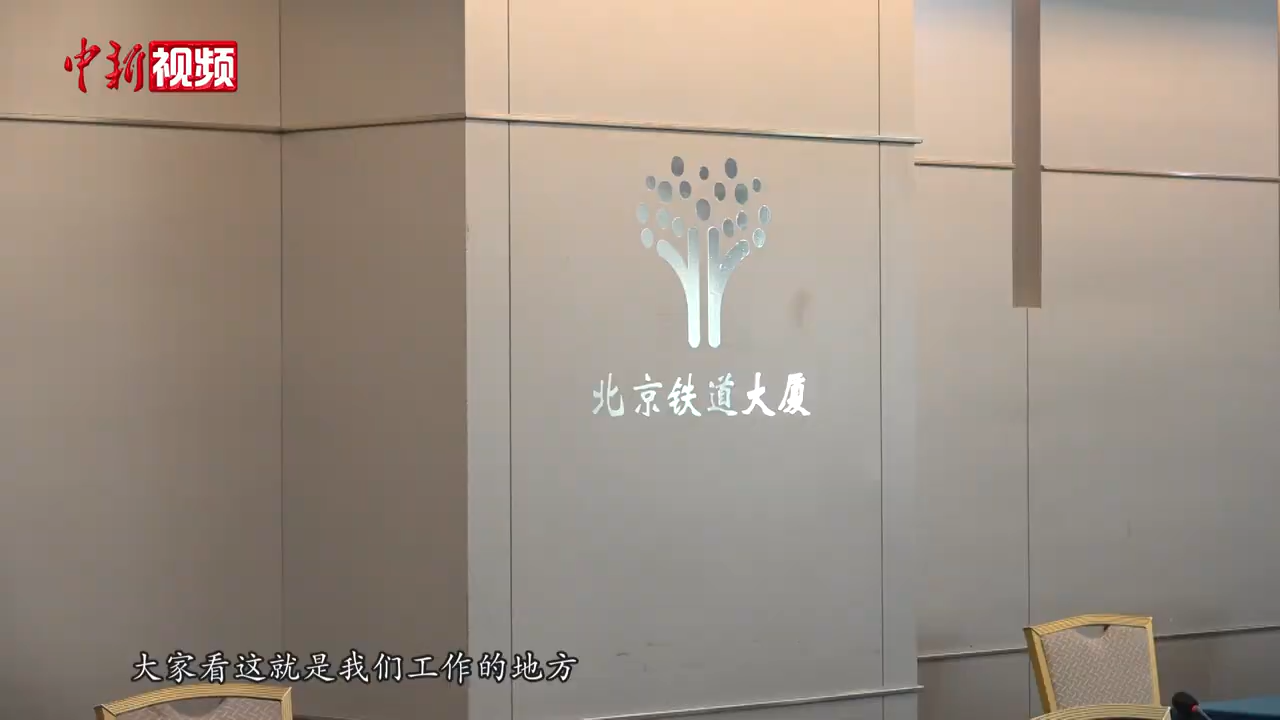 中新视频
北京铁道大厦
大家看这就是我们工作的地方